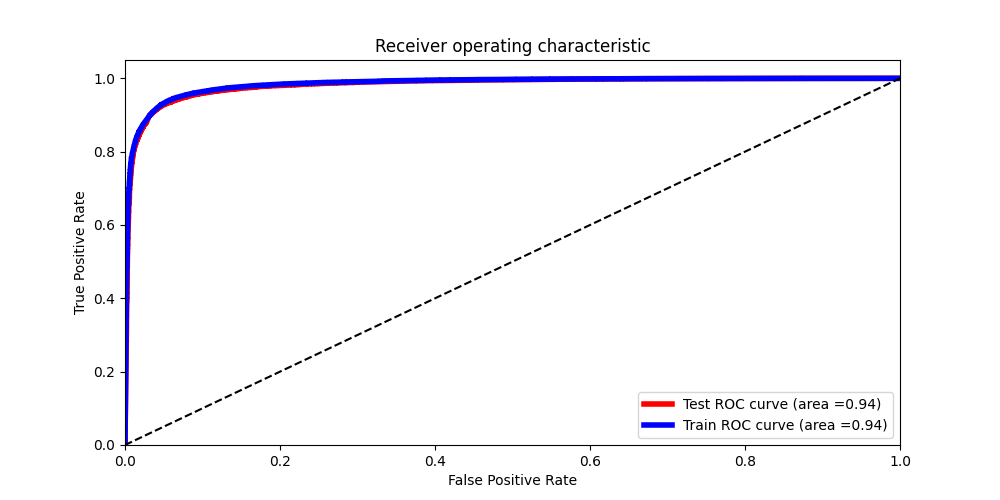 Receiver operating characteristic
True Positive Rate
1.0
0.8
0.6
0.4
0.2
0.0
Test ROC curve (area =0.94)
Train ROC curve (area =0.94)
0.0 0.2 0.4 0.6 0.8 1.0
False Positive Rate